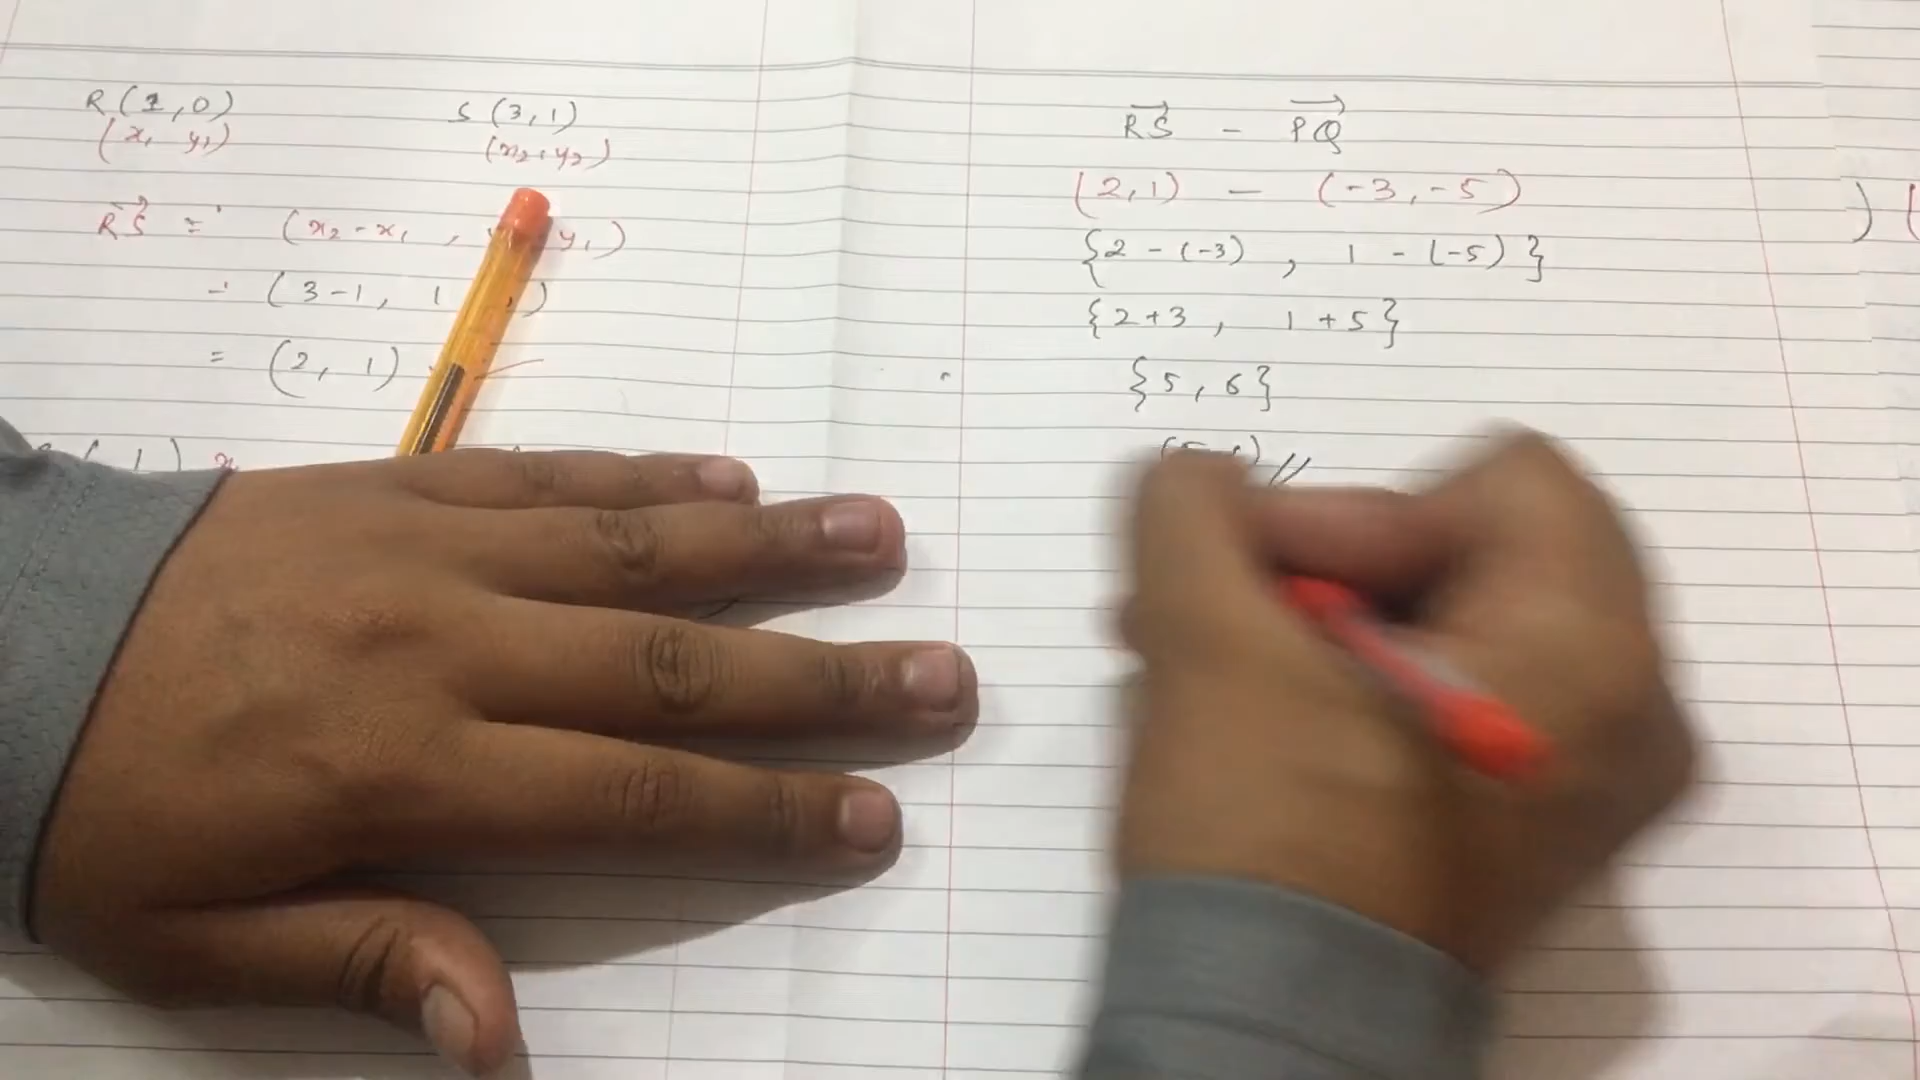 R (1,0)
(x₁ y₁)
S (3,1)
(x₂,y₂)
RS⃗ = (x₂-x₁ , y₁)
= (3-1, 1 )
= (2, 1)
RS⃗ - PQ⃗
(2,1) - (-3,-5)
{2-(-3) , 1-(-5)}
{2+3 , 1+5}
{5,6}